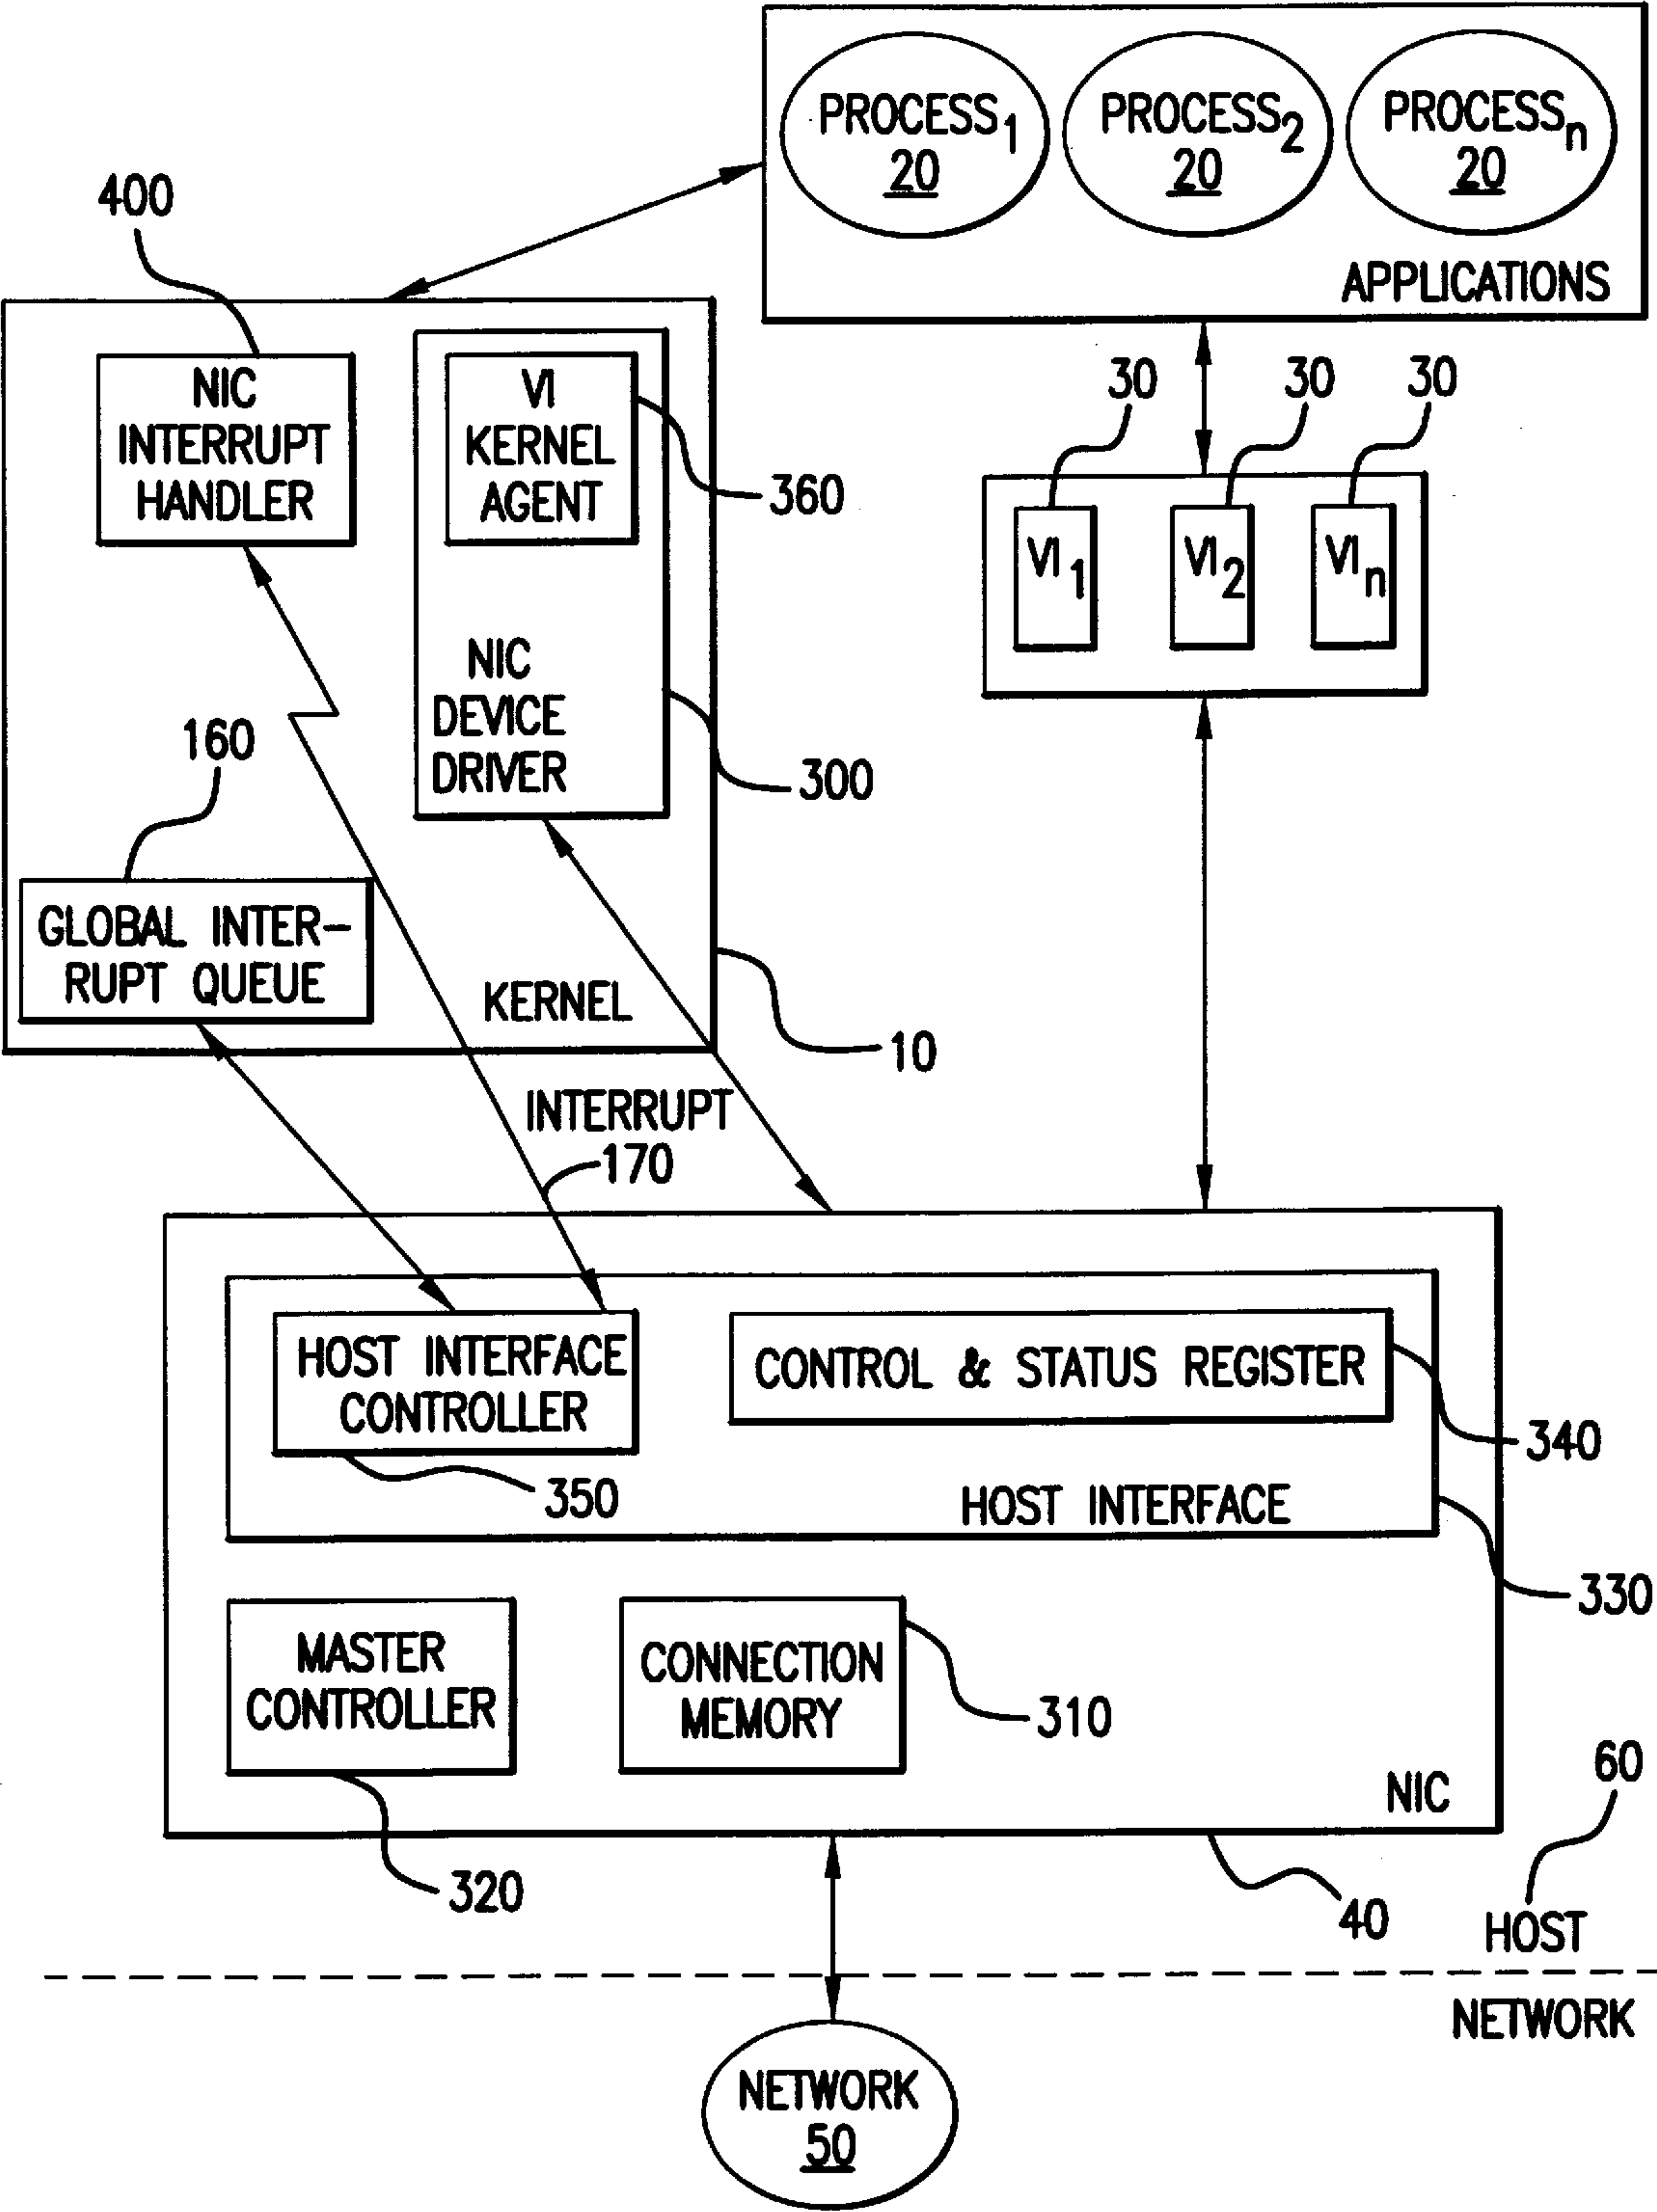 PROCESS1
20
PROCESS2
20
PROCESSn
20
APPLICATIONS
400
NIC
INTERRUPT
HANDLER
VI
KERNEL
AGENT
360
NIC
DEVICE
DRIVER
300
160
GLOBAL INTER-
RUPT QUEUE
KERNEL
10
30
30
30
VI1
VI2
VIn
INTERRUPT
170
HOST INTERFACE
CONTROLLER
350
CONTROL & STATUS REGISTER
340
HOST INTERFACE
330
MASTER
CONTROLLER
320
CONNECTION
MEMORY
310
NIC
40
60
HOST
NETWORK
NETWORK
50